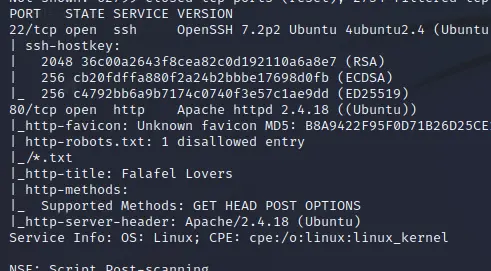 Not shown: 62799 closed tcp ports (reset), 2734 filtered tcp
PORT   STATE SERVICE VERSION
22/tcp open  ssh     OpenSSH 7.2p2 Ubuntu 4ubuntu2.4 (Ubuntu
| ssh-hostkey:
|   2048 36c00a2643f8cea82c0d192110a6a8e7 (RSA)
|   256 cb20fdffa880f2a24b2bbbe17698d0fb (ECDSA)
|_  256 c4792bb6a9b7174c0740f3e57c1ae9dd (ED25519)
80/tcp open  http    Apache httpd 2.4.18 ((Ubuntu))
|_http-favicon: Unknown favicon MD5: B8A9422F95F0D71B26D25CE
| http-robots.txt: 1 disallowed entry
|_/*.txt
|_http-title: Falafel Lovers
| http-methods:
|_  Supported Methods: GET HEAD POST OPTIONS
|_http-server-header: Apache/2.4.18 (Ubuntu)
Service Info: OS: Linux; CPE: cpe:/o:linux:linux_kernel
NSE: Script Post-scanning